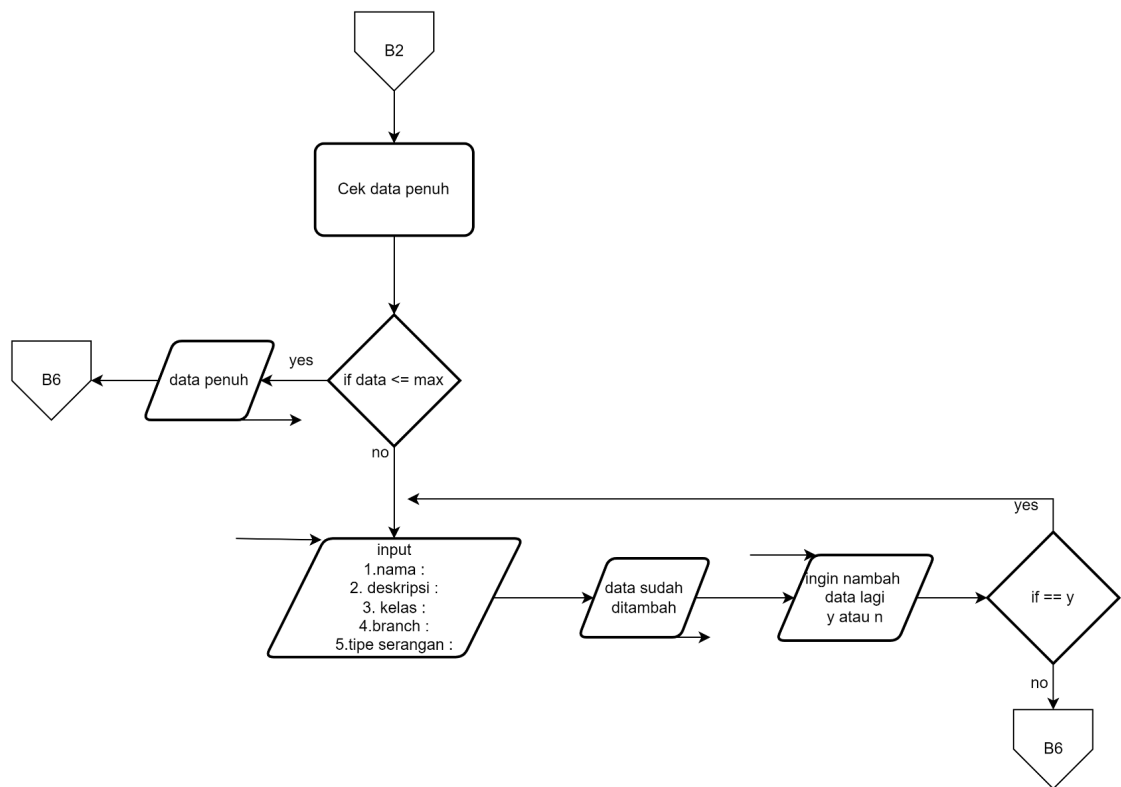 B2
Cek data penuh
if data <= max
yes
data penuh
B6
no
input
1.nama :
2. deskripsi :
3. kelas :
4.branch :
5.tipe serangan :
data sudah
ditambah
ingin nambah
data lagi
y atau n
if == y
yes
no
B6